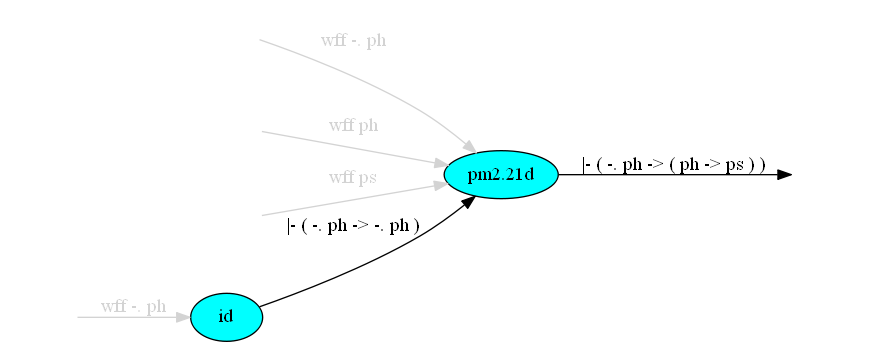 wff -. ph
wff ph
|- ( -. ph -> ( ph -> ps ) )
pm2.21d
wff ps
|- ( -. ph -> -. ph )
wff -. ph
id